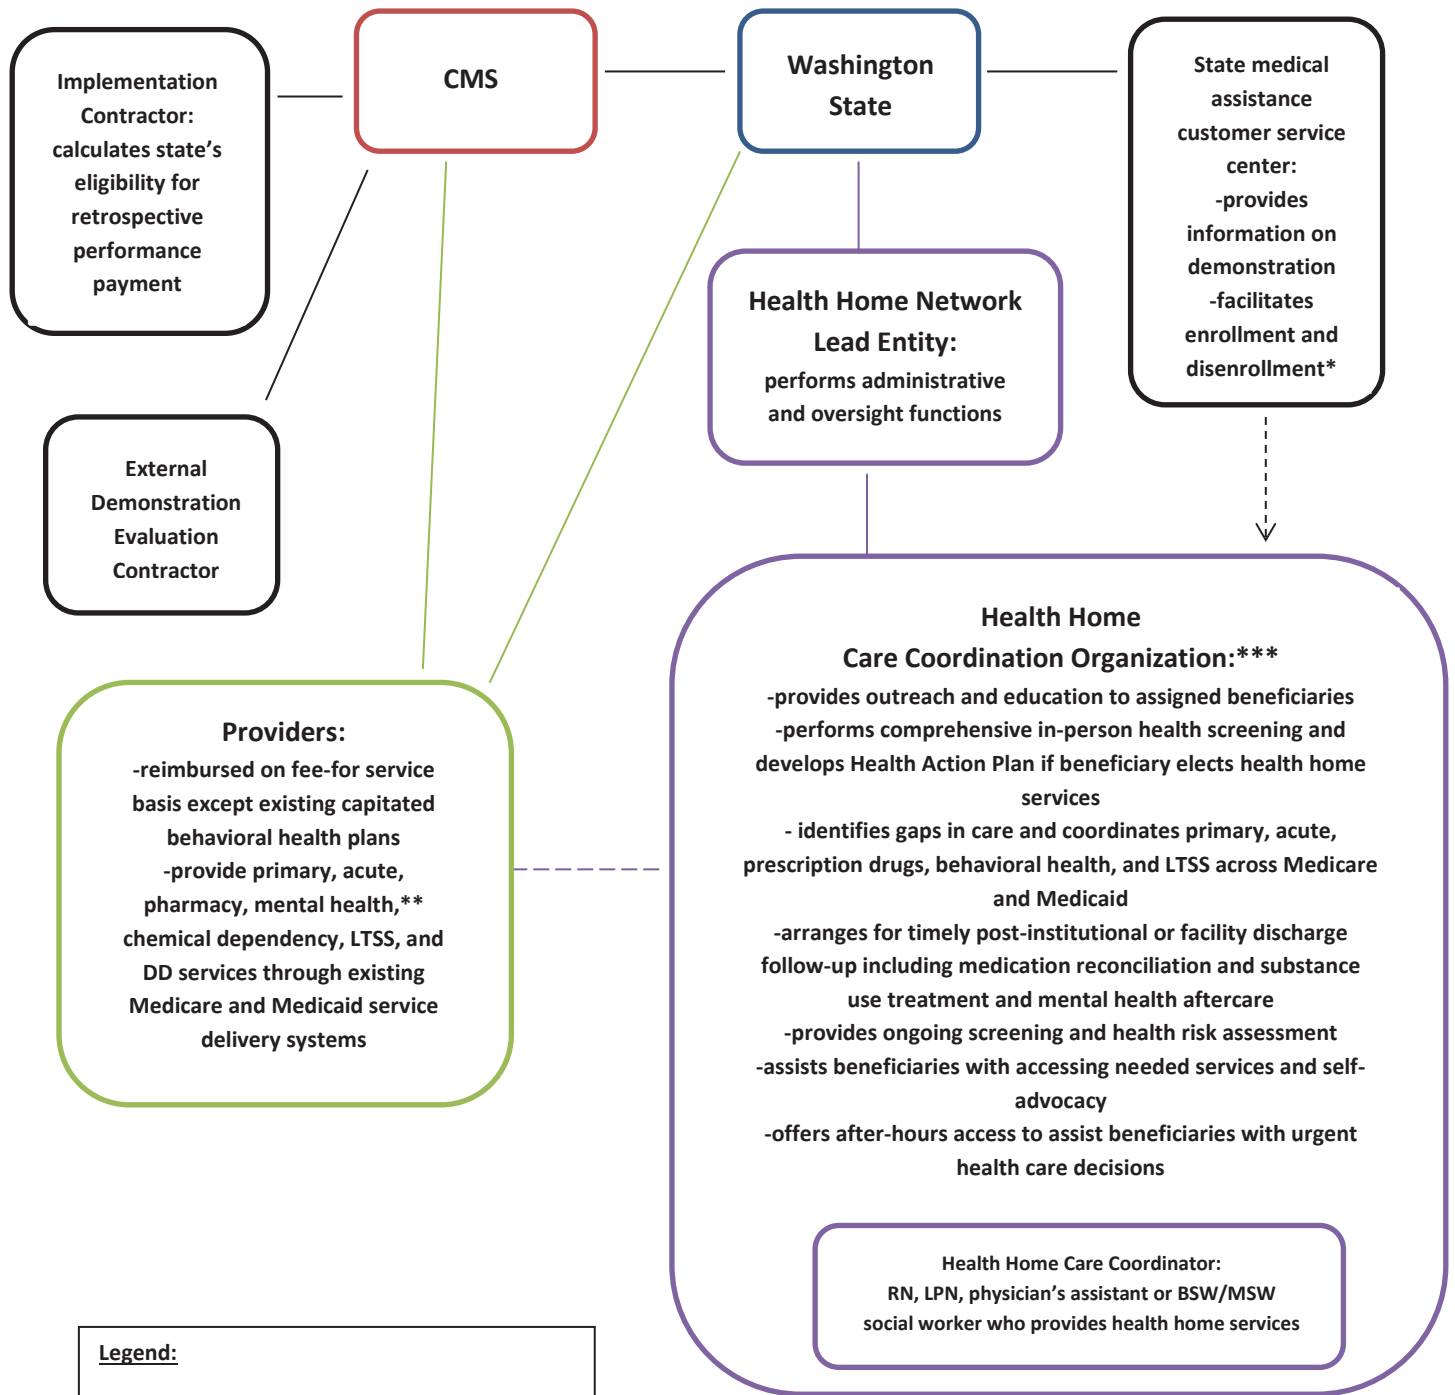 Implementation
Contractor:
calculates state's
eligibility for
retrospective
performance
payment
CMS
Washington
State
State medical
assistance
customer service
center:
-provides
information on
demonstration
-facilitates
enrollment and
disenrollment*
Health Home Network
Lead Entity:
performs administrative
and oversight functions
External
Demonstration
Evaluation
Contractor
Providers:
-reimbursed on fee-for service
basis except existing capitated
behavioral health plans
-provide primary, acute,
pharmacy, mental health,**
chemical dependency, LTSS, and
DD services through existing
Medicare and Medicaid service
delivery systems
Health Home
Care Coordination Organization:***
-provides outreach and education to assigned beneficiaries
-performs comprehensive in-person health screening and
develops Health Action Plan if beneficiary elects health home
services
- identifies gaps in care and coordinates primary, acute,
prescription drugs, behavioral health, and LTSS across Medicare
and Medicaid
-arranges for timely post-institutional or facility discharge
follow-up including medication reconciliation and substance
use treatment and mental health aftercare
-provides ongoing screening and health risk assessment
-assists beneficiaries with accessing needed services and self-
advocacy
-offers after-hours access to assist beneficiaries with urgent
health care decisions
Health Home Care Coordinator:
RN, LPN, physician's assistant or BSW/MSW
social worker who provides health home services
Legend: